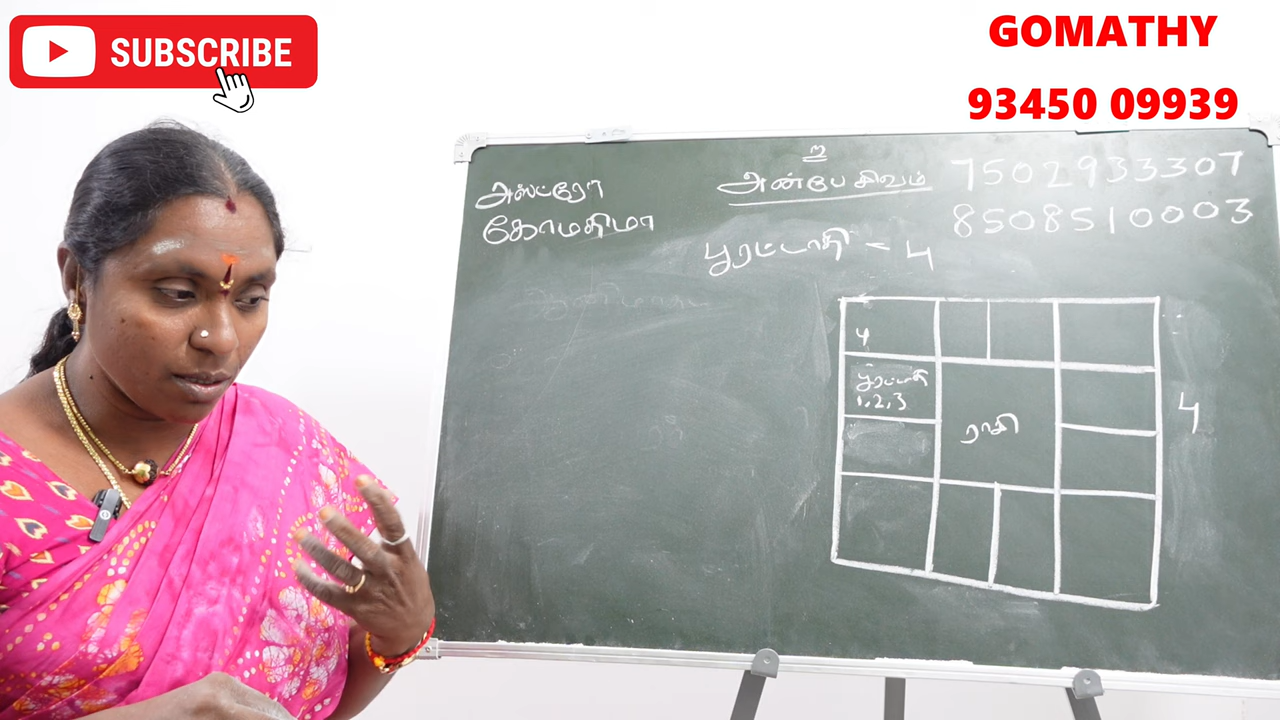 SUBSCRIBE
GOMATHY
93450 09939
உ
அன்பே சிவம்
அஸ்ட்ரோ
கோமதிமா
7502933307
8508510003
பூரட்டாதி - 4
4
பூரட்டாதி
1,2,3
ராசி
4